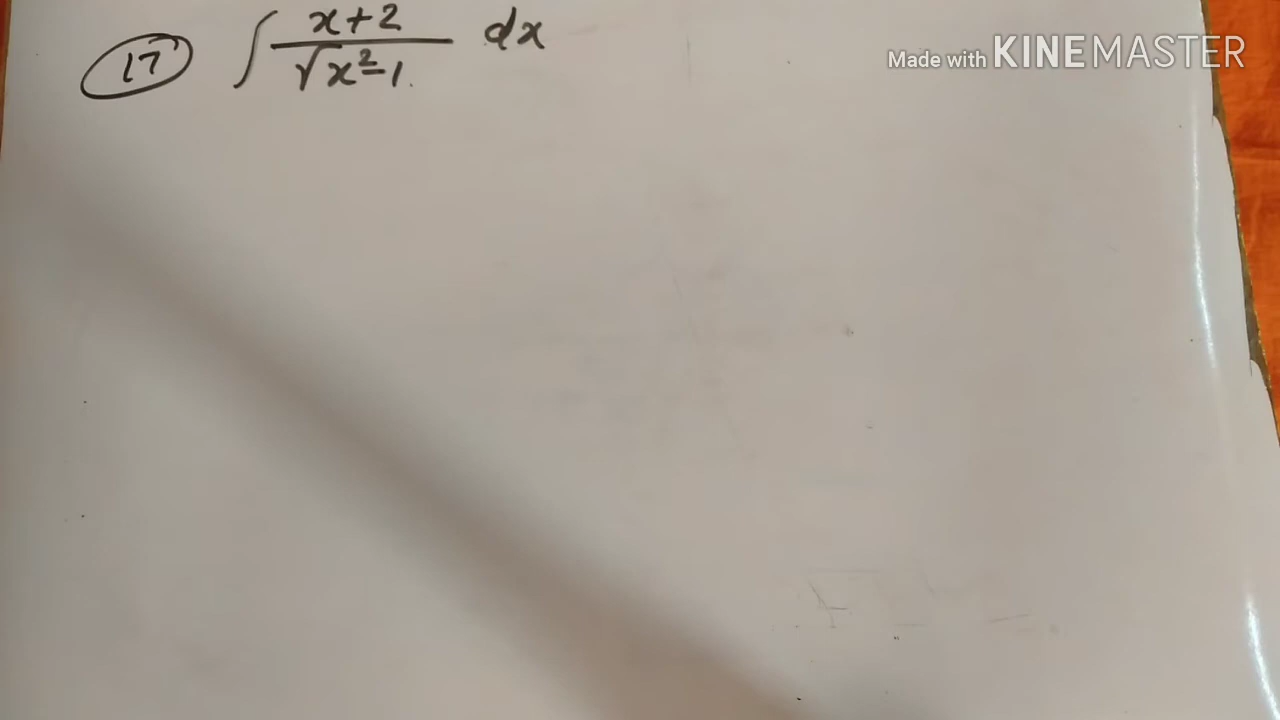 17 ∫ x+2 / √x²-1 dx
Made with KINEMASTER